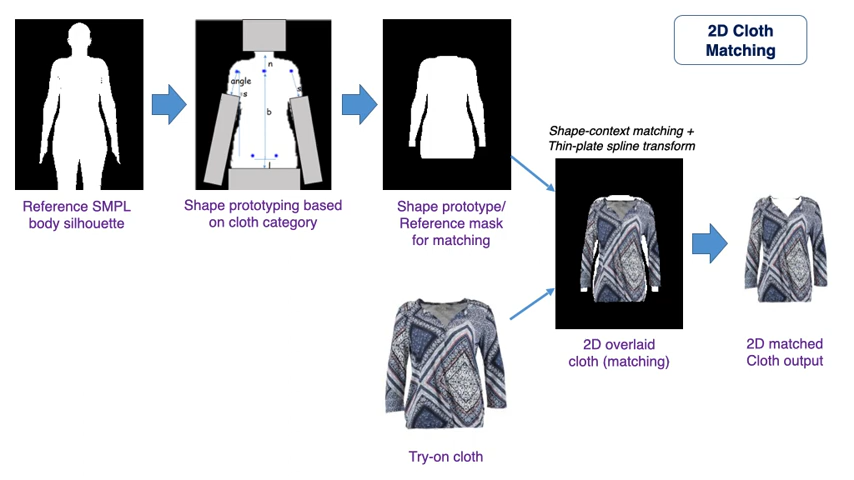 2D Cloth
Matching
n
angle
s
s
b
l
Reference SMPL
body silhouette
Shape prototyping based
on cloth category
Shape prototype/
Reference mask
for matching
Shape-context matching +
Thin-plate spline transform
2D overlaid
cloth (matching)
2D matched
Cloth output
Try-on cloth